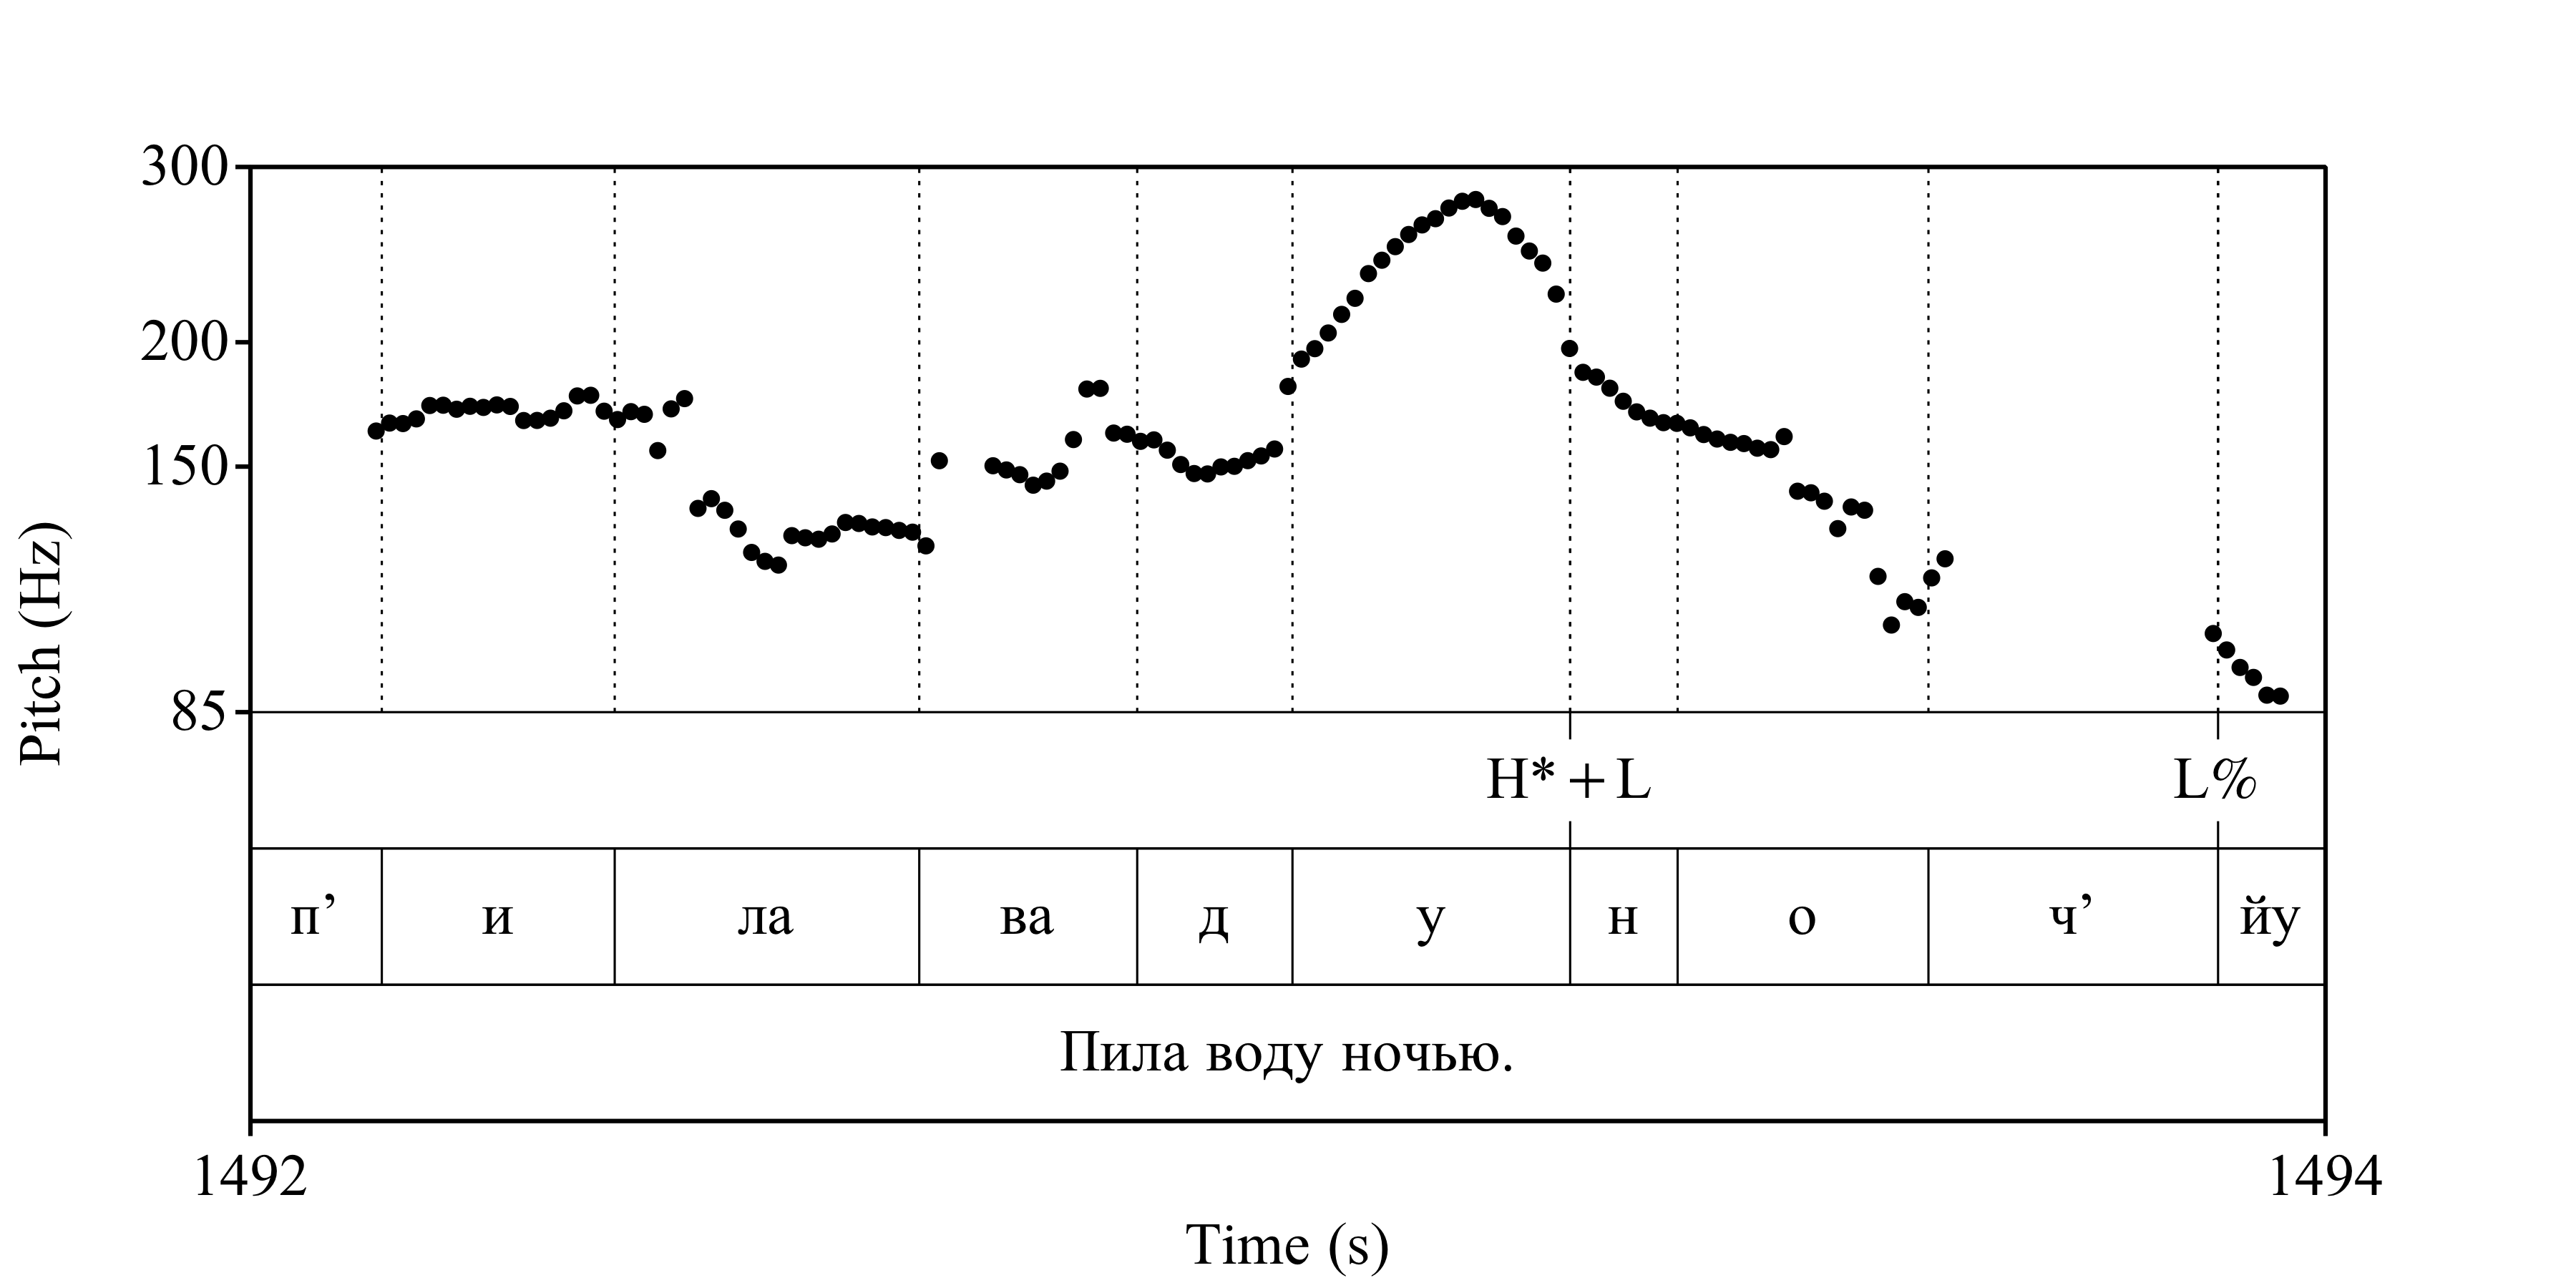 300
200
150
85
Pitch (Hz)
H* + L L%
п’ и ла ва д у н о ч’ йу
Пила воду ночью.
1492 1494
Time (s)